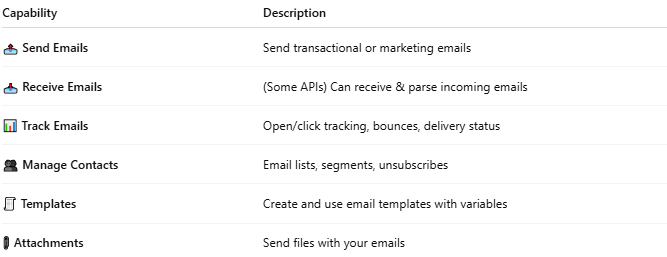 Capability Description
📤 Send Emails Send transactional or marketing emails
📥 Receive Emails (Some APIs) Can receive & parse incoming emails
📊 Track Emails Open/click tracking, bounces, delivery status
👥 Manage Contacts Email lists, segments, unsubscribes
🧾 Templates Create and use email templates with variables
📎 Attachments Send files with your emails